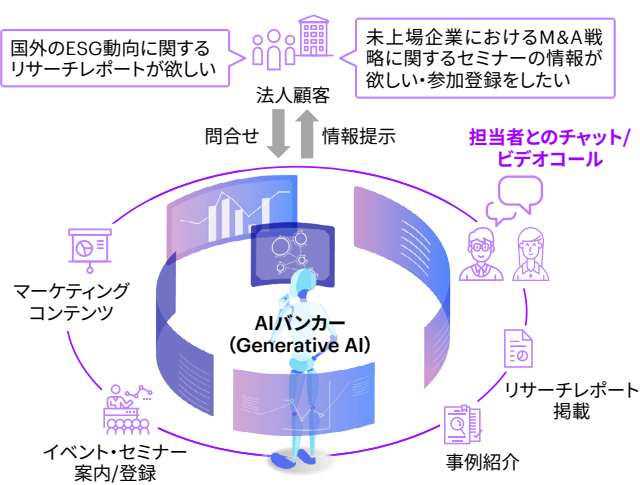 国外のESG動向に関する
リサーチレポートが欲しい
未上場企業におけるM&A戦
略に関するセミナーの情報が
欲しい・参加登録をしたい
法人顧客
問合せ
情報提示
担当者とのチャット/
ビデオコール
マーケティング
コンテンツ
AIバンカー
(Generative AI)
リサーチレポート
掲載
イベント・セミナー
案内/登録
事例紹介